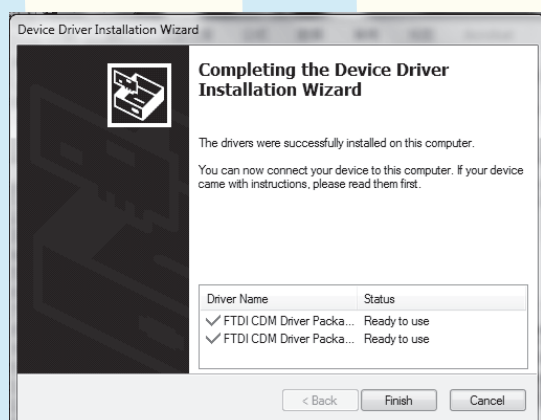 Device Driver Installation Wizard
Completing the Device Driver
Installation Wizard
The drivers were successfully installed on this computer.
You can now connect your device to this computer. If your device
came with instructions, please read them first.
Driver Name Status
FTDI CDM Driver Packa... Ready to use
FTDI CDM Driver Packa... Ready to use
< Back Finish Cancel